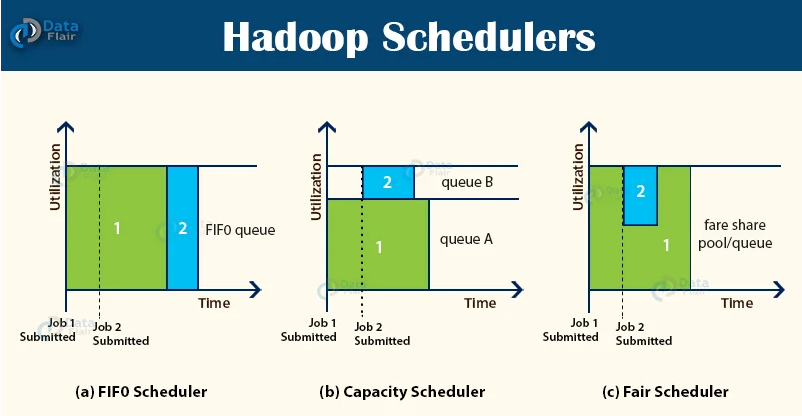 Data
Flair
Hadoop Schedulers
Utilization
1
2
FIF0 queue
Time
Job 1
Submitted
Job 2
Submitted
(a) FIF0 Scheduler
Utilization
2
queue B
1
queue A
Time
Job 1
Submitted
Job 2
Submitted
(b) Capacity Scheduler
Utilization
2
1
fare share
pool/queue
Time
Job 1
Submitted
Job 2
Submitted
(c) Fair Scheduler